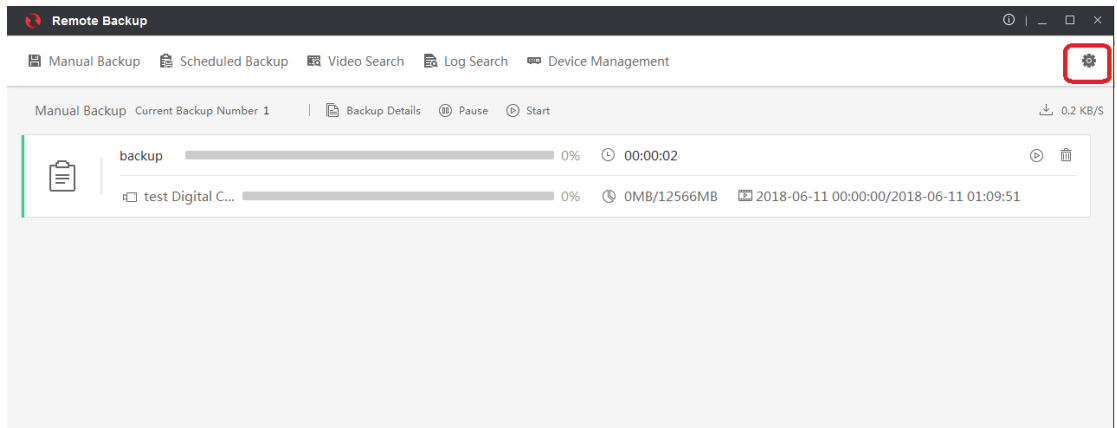 Remote Backup
Manual Backup Scheduled Backup Video Search Log Search Device Management
Manual Backup Current Backup Number 1 Backup Details Pause Start 0.2 KB/S
backup 0% 00:00:02
test Digital C... 0% 0MB/12566MB 2018-06-11 00:00:00/2018-06-11 01:09:51